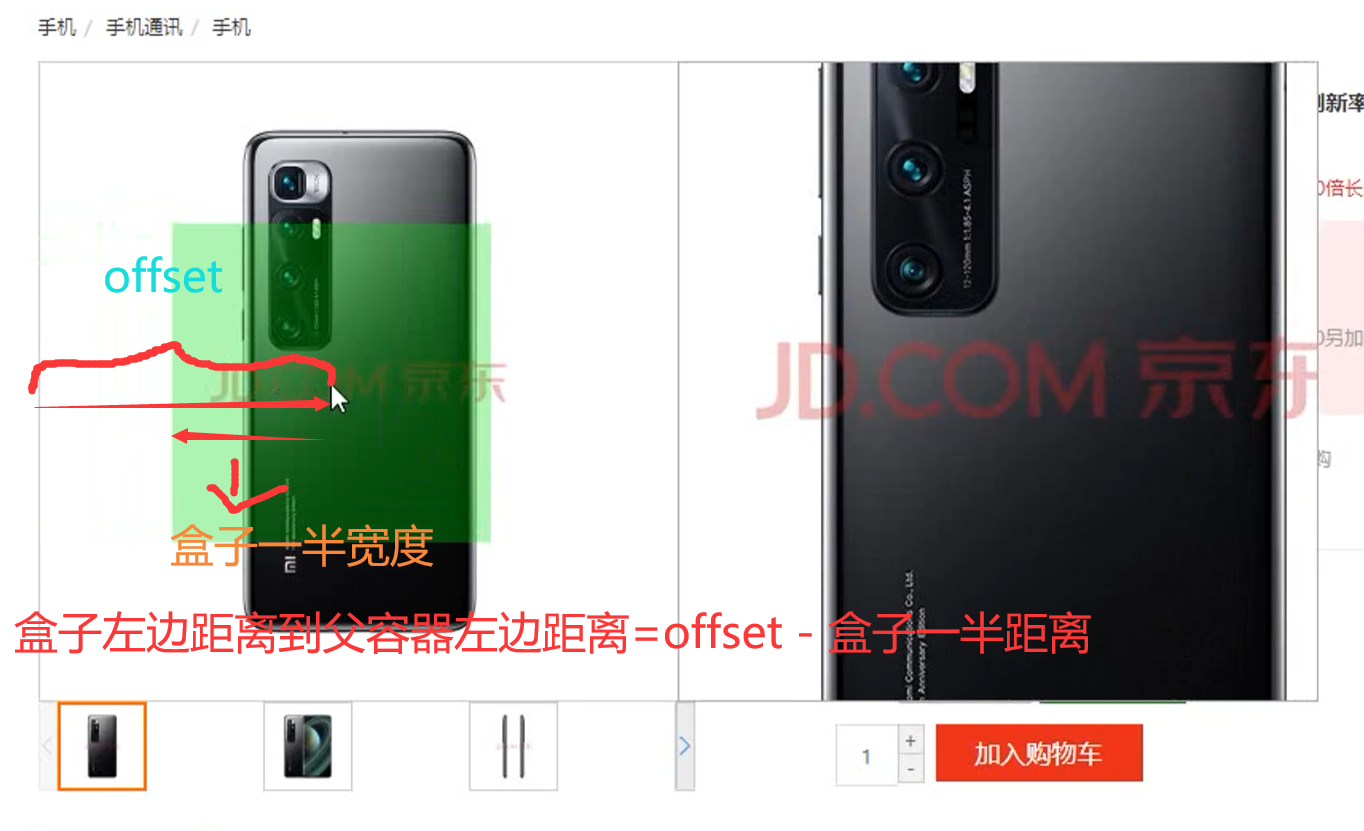 手机 / 手机通讯 / 手机
刷新率
0倍长
offset
12-120mm 1:1.85-4.1 ASPH
0另加
JD.COM 京东
JD.COM 京东
购
盒子一半宽度
盒子左边距离到父容器左边距离=offset - 盒子一半距离
1
+
-
加入购物车